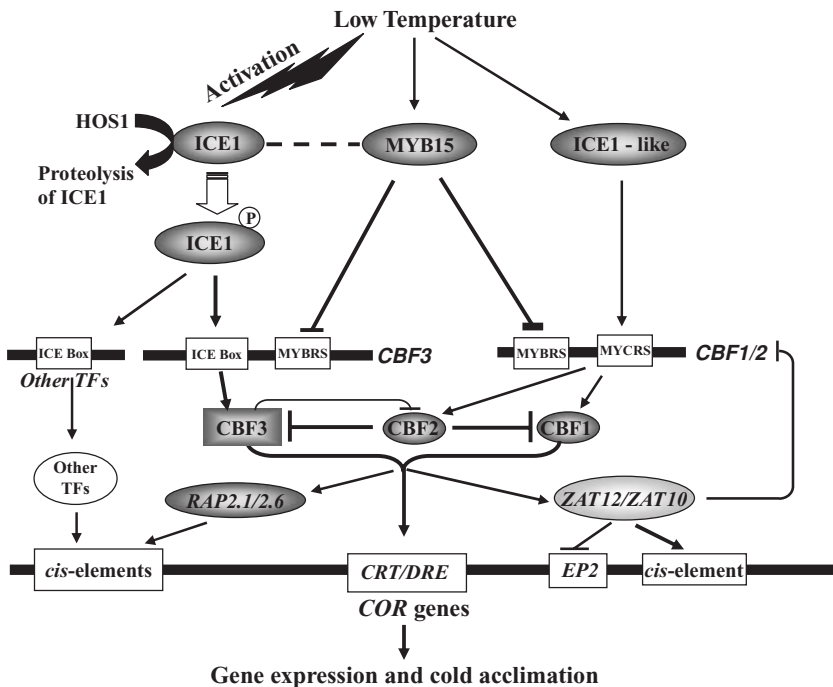 Low Temperature
Activation
HOS1
ICE1
MYB15
ICE1 - like
Proteolysis
of ICE1
P
ICE1
ICE Box
ICE Box
MYBRS
CBF3
MYBRS
MYCRS
CBF1/2
Other TFs
CBF3
CBF2
CBF1
Other
TFs
RAP2.1/2.6
ZAT12/ZAT10
cis-elements
CRT/DRE
EP2
cis-element
COR genes
Gene expression and cold acclimation